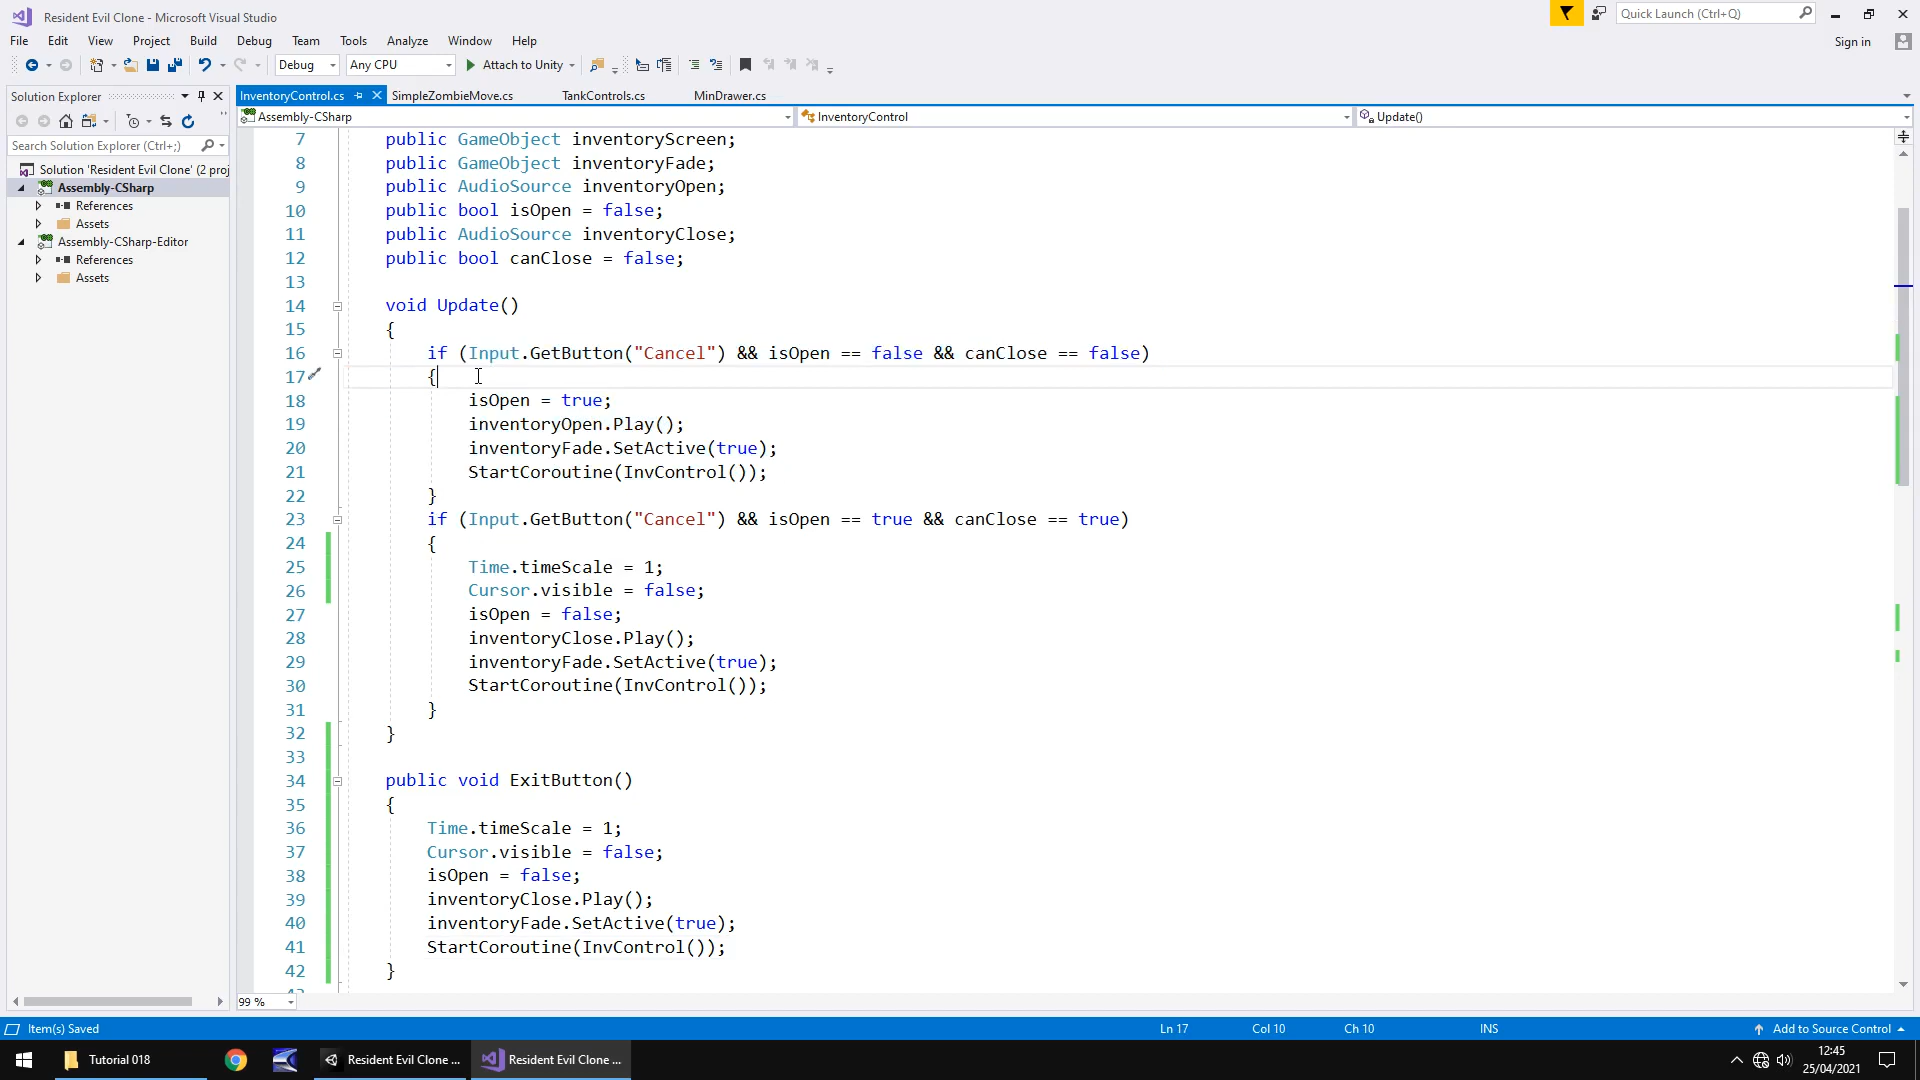 Resident Evil Clone - Microsoft Visual Studio
Quick Launch (Ctrl+Q)
File Edit View Project Build Debug Team Tools Analyze Window Help
Sign in
Debug Any CPU Attach to Unity
Solution Explorer
InventoryControl.cs SimpleZombieMove.cs TankControls.cs MinDrawer.cs
Assembly-CSharp InventoryControl Update()
Search Solution Explorer (Ctrl+;)
Solution 'Resident Evil Clone' (2 proj
Assembly-CSharp
References
Assets
Assembly-CSharp-Editor
References
Assets
7 public GameObject inventoryScreen;
8 public GameObject inventoryFade;
9 public AudioSource inventoryOpen;
10 public bool isOpen = false;
11 public AudioSource inventoryClose;
12 public bool canClose = false;
13
14 void Update()
15 {
16 if (Input.GetButton("Cancel") && isOpen == false && canClose == false)
17 {
18 isOpen = true;
19 inventoryOpen.Play();
20 inventoryFade.SetActive(true);
21 StartCoroutine(InvControl());
22 }
23 if (Input.GetButton("Cancel") && isOpen == true && canClose == true)
24 {
25 Time.timeScale = 1;
26 Cursor.visible = false;
27 isOpen = false;
28 inventoryClose.Play();
29 inventoryFade.SetActive(true);
30 StartCoroutine(InvControl());
31 }
32 }
33
34 public void ExitButton()
35 {
36 Time.timeScale = 1;
37 Cursor.visible = false;
38 isOpen = false;
39 inventoryClose.Play();
40 inventoryFade.SetActive(true);
41 StartCoroutine(InvControl());
42 }
99 %
Item(s) Saved Ln 17 Col 10 Ch 10 INS Add to Source Control
Tutorial 018 Resident Evil Clone ... Resident Evil Clone ...
12:45
25/04/2021